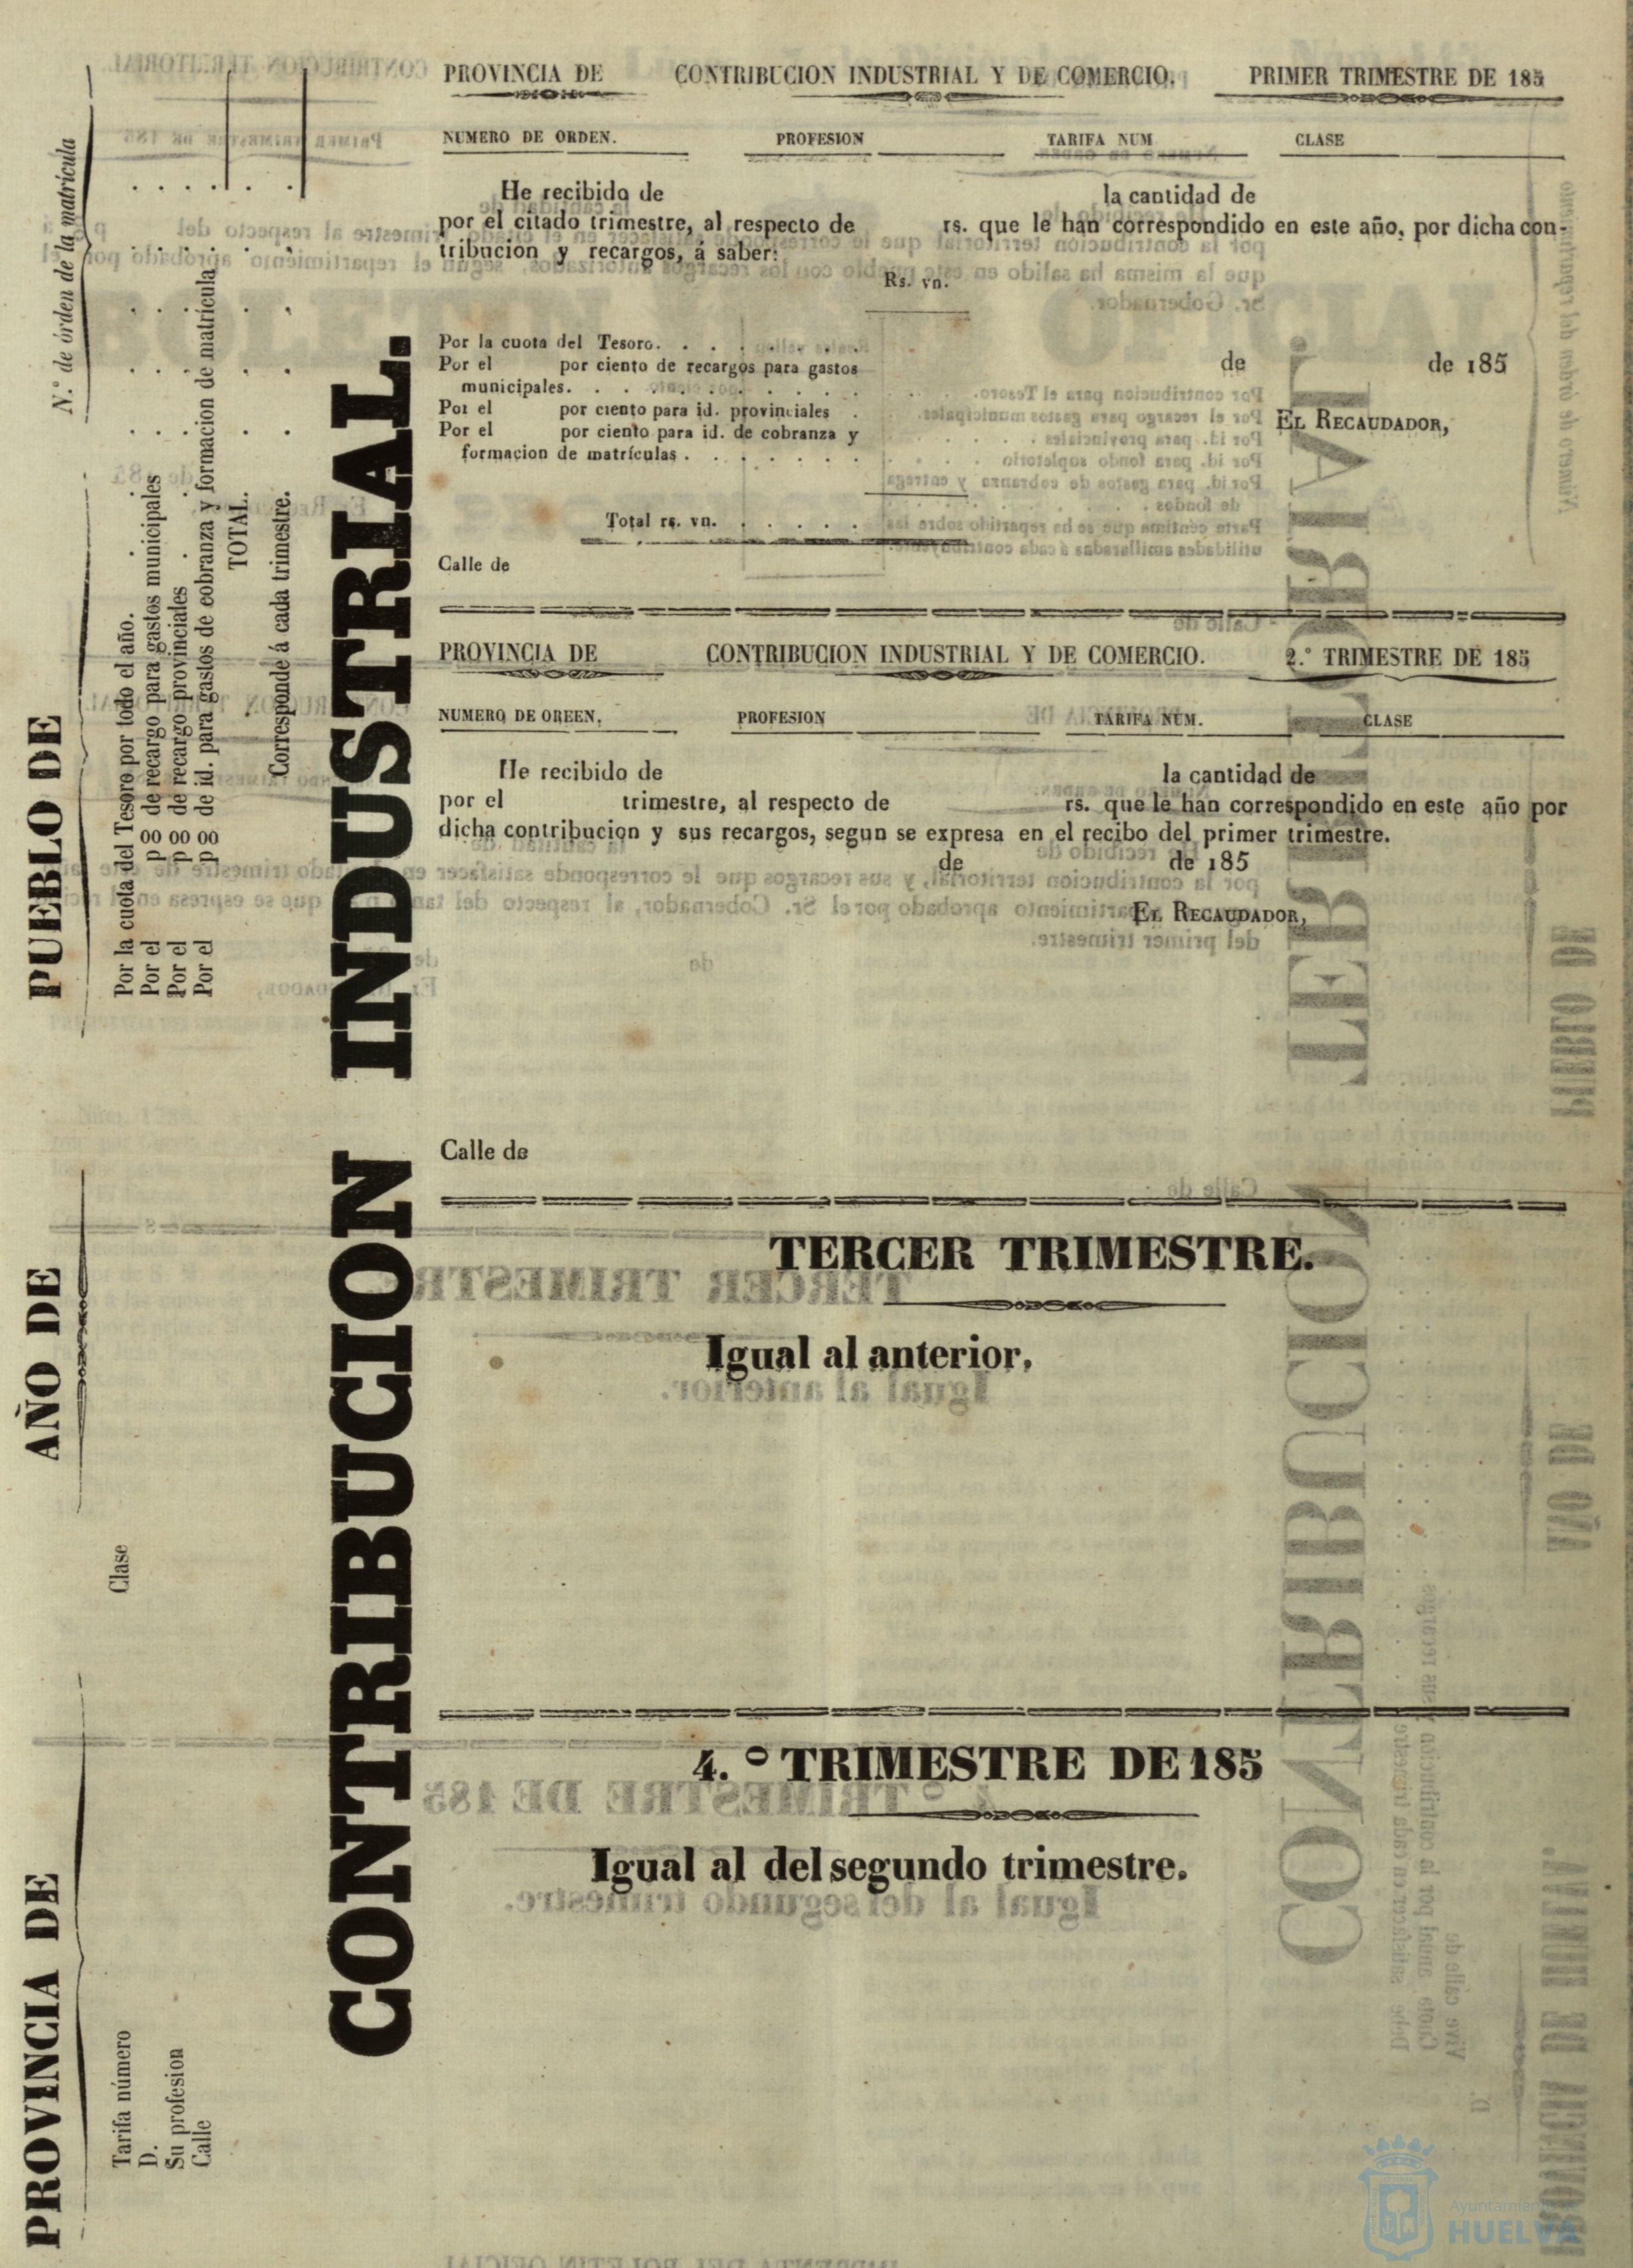 PROVINCIA DE CONTRIBUCION INDUSTRIAL Y DE COMERCIO. PRIMER TRIMESTRE DE 185
NUMERO DE ORDEN. PROFESION TARIFA NUM CLASE
He recibido de la cantidad de
por el citado trimestre, al respecto de rs. que le han correspondido en este año, por dicha con-
tribucion y recargos, á saber:
Rs. vn.
Por la cuota del Tesoro. . . . . . . .
Por el por ciento de recargos para gastos
municipales. . . . . . . . . .
Por el por ciento para id. provinciales .
Por el por ciento para id. de cobranza y
formacion de matrículas . . . . . . .
Total rs. vn. . . . . .
de de 185
EL RECAUDADOR,
Calle de
PROVINCIA DE CONTRIBUCION INDUSTRIAL Y DE COMERCIO. 2.º TRIMESTRE DE 185
NUMERO DE OREEN. PROFESION TARIFA NUM. CLASE
He recibido de la cantidad de
por el trimestre, al respecto de rs. que le han correspondido en este año por
dicha contribucion y sus recargos, segun se expresa en el recibo del primer trimestre.
de de 185
EL RECAUDADOR,
Calle de
TERCER TRIMESTRE.
Igual al anterior.
4.º TRIMESTRE DE 185
Igual al del segundo trimestre.
CONTRIBUCION INDUSTRIAL.
PROVINCIA DE AÑO DE PUEBLO DE N.º de órden de la matrícula
Tarifa número Clase
D.
Su profesion
Calle
Por la cuota del Tesoro por todo el año. . . . . . .
Por el p 00 de recargo para gastos municipales . . . . .
Por el p 00 de recargo provinciales . . . . . .
Por el p 00 de id. para gastos de cobranza y formacion de matrícula
TOTAL. . . . . .
Corresponde á cada trimestre. . . . . .
Ayuntamiento de
HUELVA